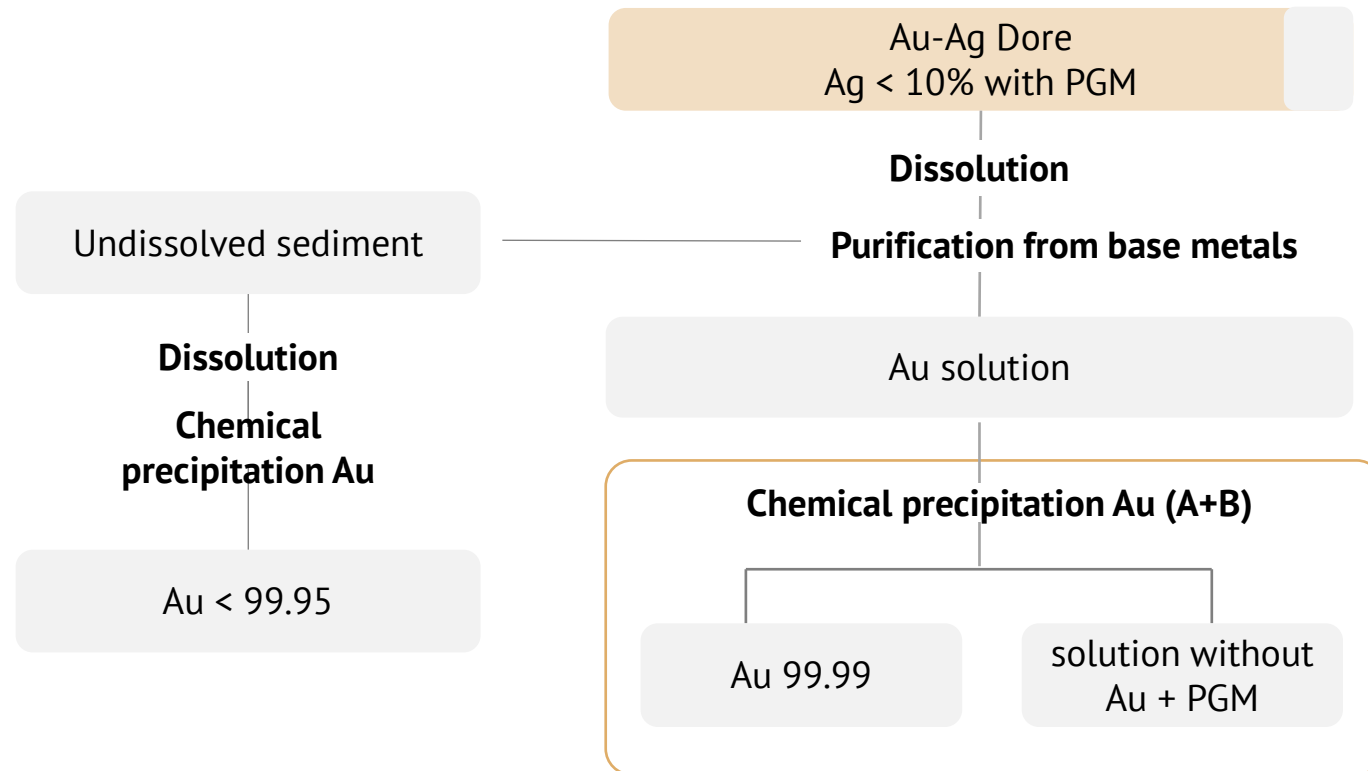 Au-Ag Dore
Ag < 10% with PGM
Dissolution
Purification from base metals
Undissolved sediment
Dissolution
Chemical
precipitation Au
Au < 99.95
Au solution
Chemical precipitation Au (A+B)
Au 99.99
solution without
Au + PGM